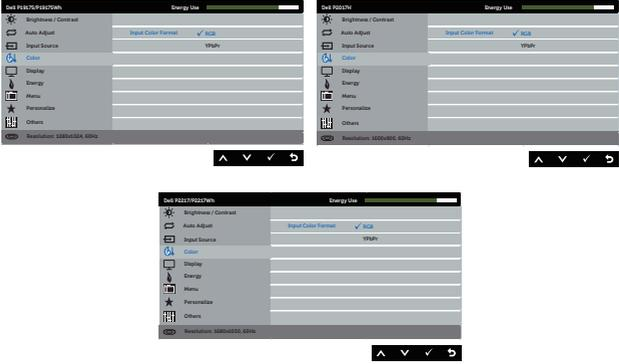 Dell P1917S/P1917SWh Energy Use
Brightness / Contrast
Auto Adjust Input Color Format ✓ RGB
Input Source YPbPr
Color
Display
Energy
Menu
Personalize
Others
Resolution: 1280x1024, 60Hz
Dell P2017H Energy Use
Brightness / Contrast
Auto Adjust Input Color Format ✓ RGB
Input Source YPbPr
Color
Display
Energy
Menu
Personalize
Others
Resolution: 1600x900, 60Hz
Dell P2217/P2217Wh Energy Use
Brightness / Contrast
Auto Adjust Input Color Format ✓ RGB
Input Source YPbPr
Color
Display
Energy
Menu
Personalize
Others
Resolution: 1680x1050, 60Hz